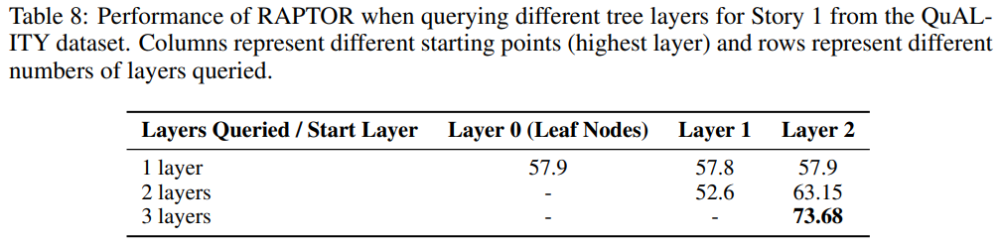 Table 8: Performance of RAPTOR when querying different tree layers for Story 1 from the QuAL-
ITY dataset. Columns represent different starting points (highest layer) and rows represent different
numbers of layers queried.
Layers Queried / Start Layer Layer 0 (Leaf Nodes) Layer 1 Layer 2
1 layer 57.9 57.8 57.9
2 layers - 52.6 63.15
3 layers - - 73.68